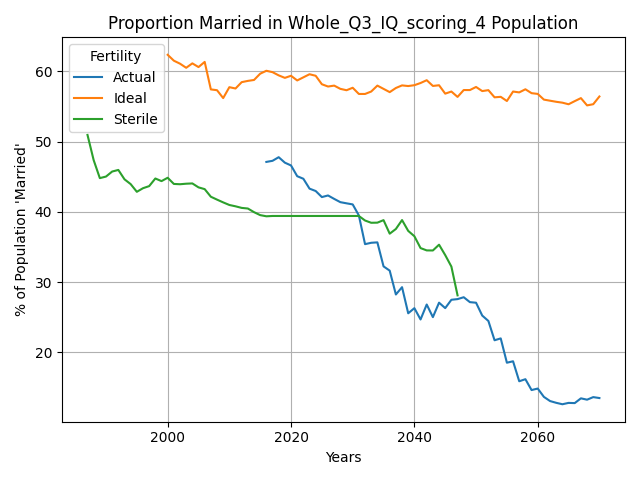 Proportion Married in Whole_Q3_IQ_scoring_4 Population
Fertility
Actual
Ideal
Sterile
% of Population 'Married'
60
50
40
30
20
2000
2020
2040
2060
Years